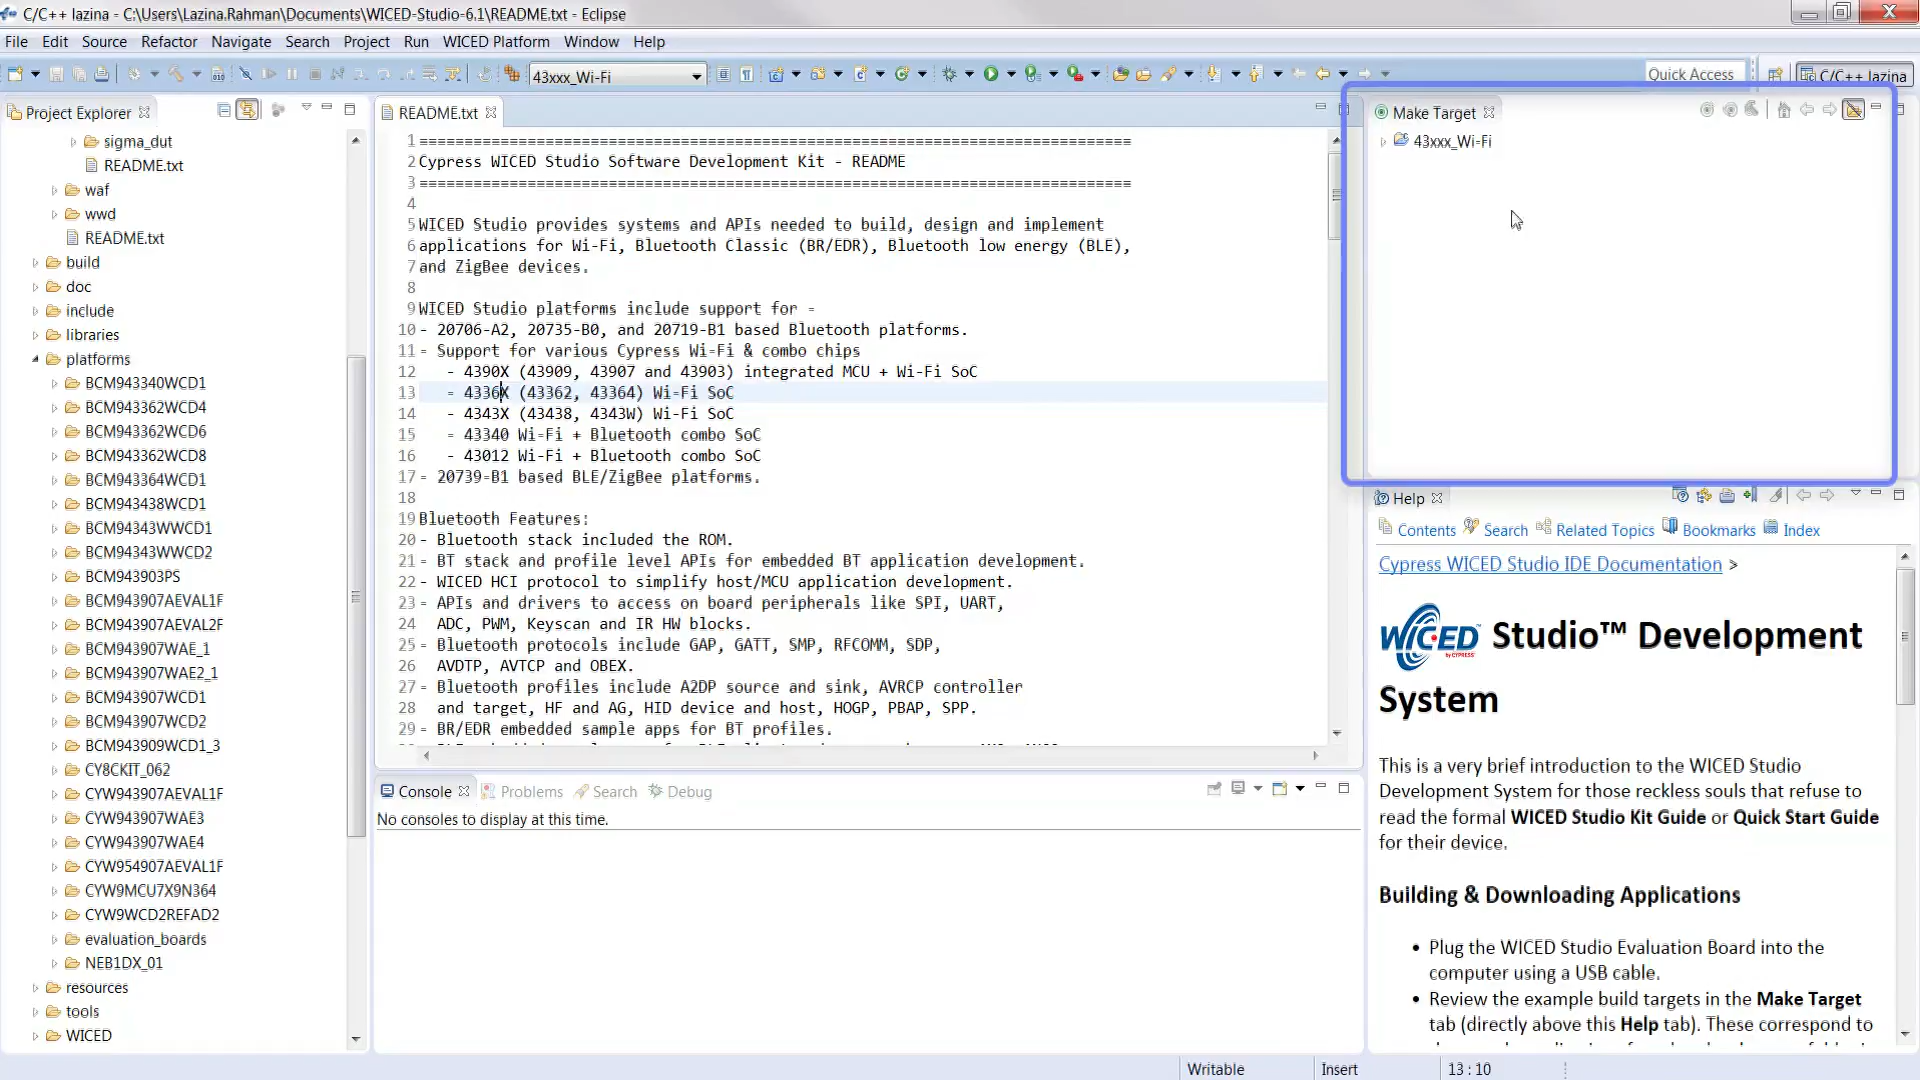 C/C++ lazina - C:\Users\Lazina.Rahman\Documents\WICED-Studio-6.1\README.txt - Eclipse
File Edit Source Refactor Navigate Search Project Run WICED Platform Window Help
43xxx_Wi-Fi
Quick Access
C/C++ lazina
Project Explorer
sigma_dut
README.txt
waf
wwd
README.txt
build
doc
include
libraries
platforms
BCM943340WCD1
BCM943362WCD4
BCM943362WCD6
BCM943362WCD8
BCM943364WCD1
BCM943438WCD1
BCM94343WWCD1
BCM94343WWCD2
BCM943903PS
BCM943907AEVAL1F
BCM943907AEVAL2F
BCM943907WAE_1
BCM943907WAE2_1
BCM943907WCD1
BCM943907WCD2
BCM943909WCD1_3
CY8CKIT_062
CYW943907AEVAL1F
CYW943907WAE3
CYW943907WAE4
CYW954907AEVAL1F
CYW9MCU7X9N364
CYW9WCD2REFAD2
evaluation_boards
NEB1DX_01
resources
tools
WICED
README.txt
1 ===============================================================================
2 Cypress WICED Studio Software Development Kit - README
3 ===============================================================================
4
5 WICED Studio provides systems and APIs needed to build, design and implement
6 applications for Wi-Fi, Bluetooth Classic (BR/EDR), Bluetooth low energy (BLE),
7 and ZigBee devices.
8
9 WICED Studio platforms include support for -
10 - 20706-A2, 20735-B0, and 20719-B1 based Bluetooth platforms.
11 - Support for various Cypress Wi-Fi & combo chips
12 - 4390X (43909, 43907 and 43903) integrated MCU + Wi-Fi SoC
13 - 4336X (43362, 43364) Wi-Fi SoC
14 - 4343X (43438, 4343W) Wi-Fi SoC
15 - 43340 Wi-Fi + Bluetooth combo SoC
16 - 43012 Wi-Fi + Bluetooth combo SoC
17 - 20739-B1 based BLE/ZigBee platforms.
18
19 Bluetooth Features:
20 - Bluetooth stack included the ROM.
21 - BT stack and profile level APIs for embedded BT application development.
22 - WICED HCI protocol to simplify host/MCU application development.
23 - APIs and drivers to access on board peripherals like SPI, UART,
24 ADC, PWM, Keyscan and IR HW blocks.
25 - Bluetooth protocols include GAP, GATT, SMP, RFCOMM, SDP,
26 AVDTP, AVTCP and OBEX.
27 - Bluetooth profiles include A2DP source and sink, AVRCP controller
28 and target, HF and AG, HID device and host, HOGP, PBAP, SPP.
29 - BR/EDR embedded sample apps for BT profiles.
Console Problems Search Debug
No consoles to display at this time.
Make Target
43xxx_Wi-Fi
Help
Contents Search Related Topics Bookmarks Index
Cypress WICED Studio IDE Documentation >
WICED Studio™ Development
by CYPRESS
System
This is a very brief introduction to the WICED Studio
Development System for those reckless souls that refuse to
read the formal WICED Studio Kit Guide or Quick Start Guide
for their device.
Building & Downloading Applications
• Plug the WICED Studio Evaluation Board into the
computer using a USB cable.
• Review the example build targets in the Make Target
tab (directly above this Help tab). These correspond to
Writable Insert 13 : 10